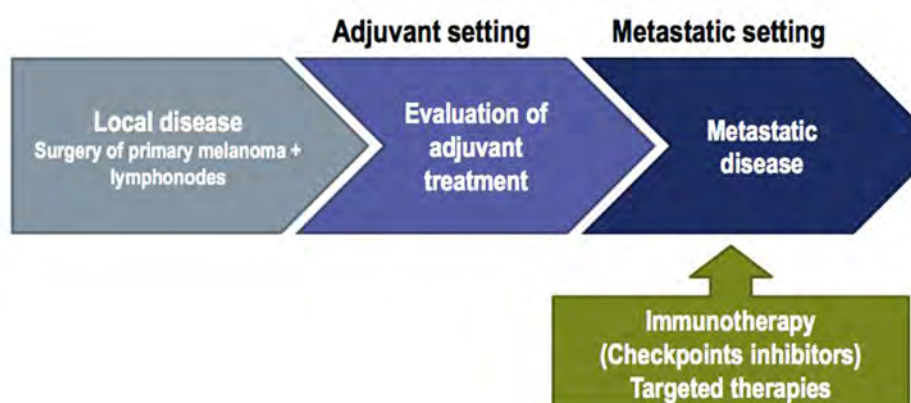 Adjuvant setting
Metastatic setting
Local disease
Surgery of primary melanoma +
lymphonodes
Evaluation of
adjuvant
treatment
Metastatic
disease
Immunotherapy
(Checkpoints inhibitors)
Targeted therapies